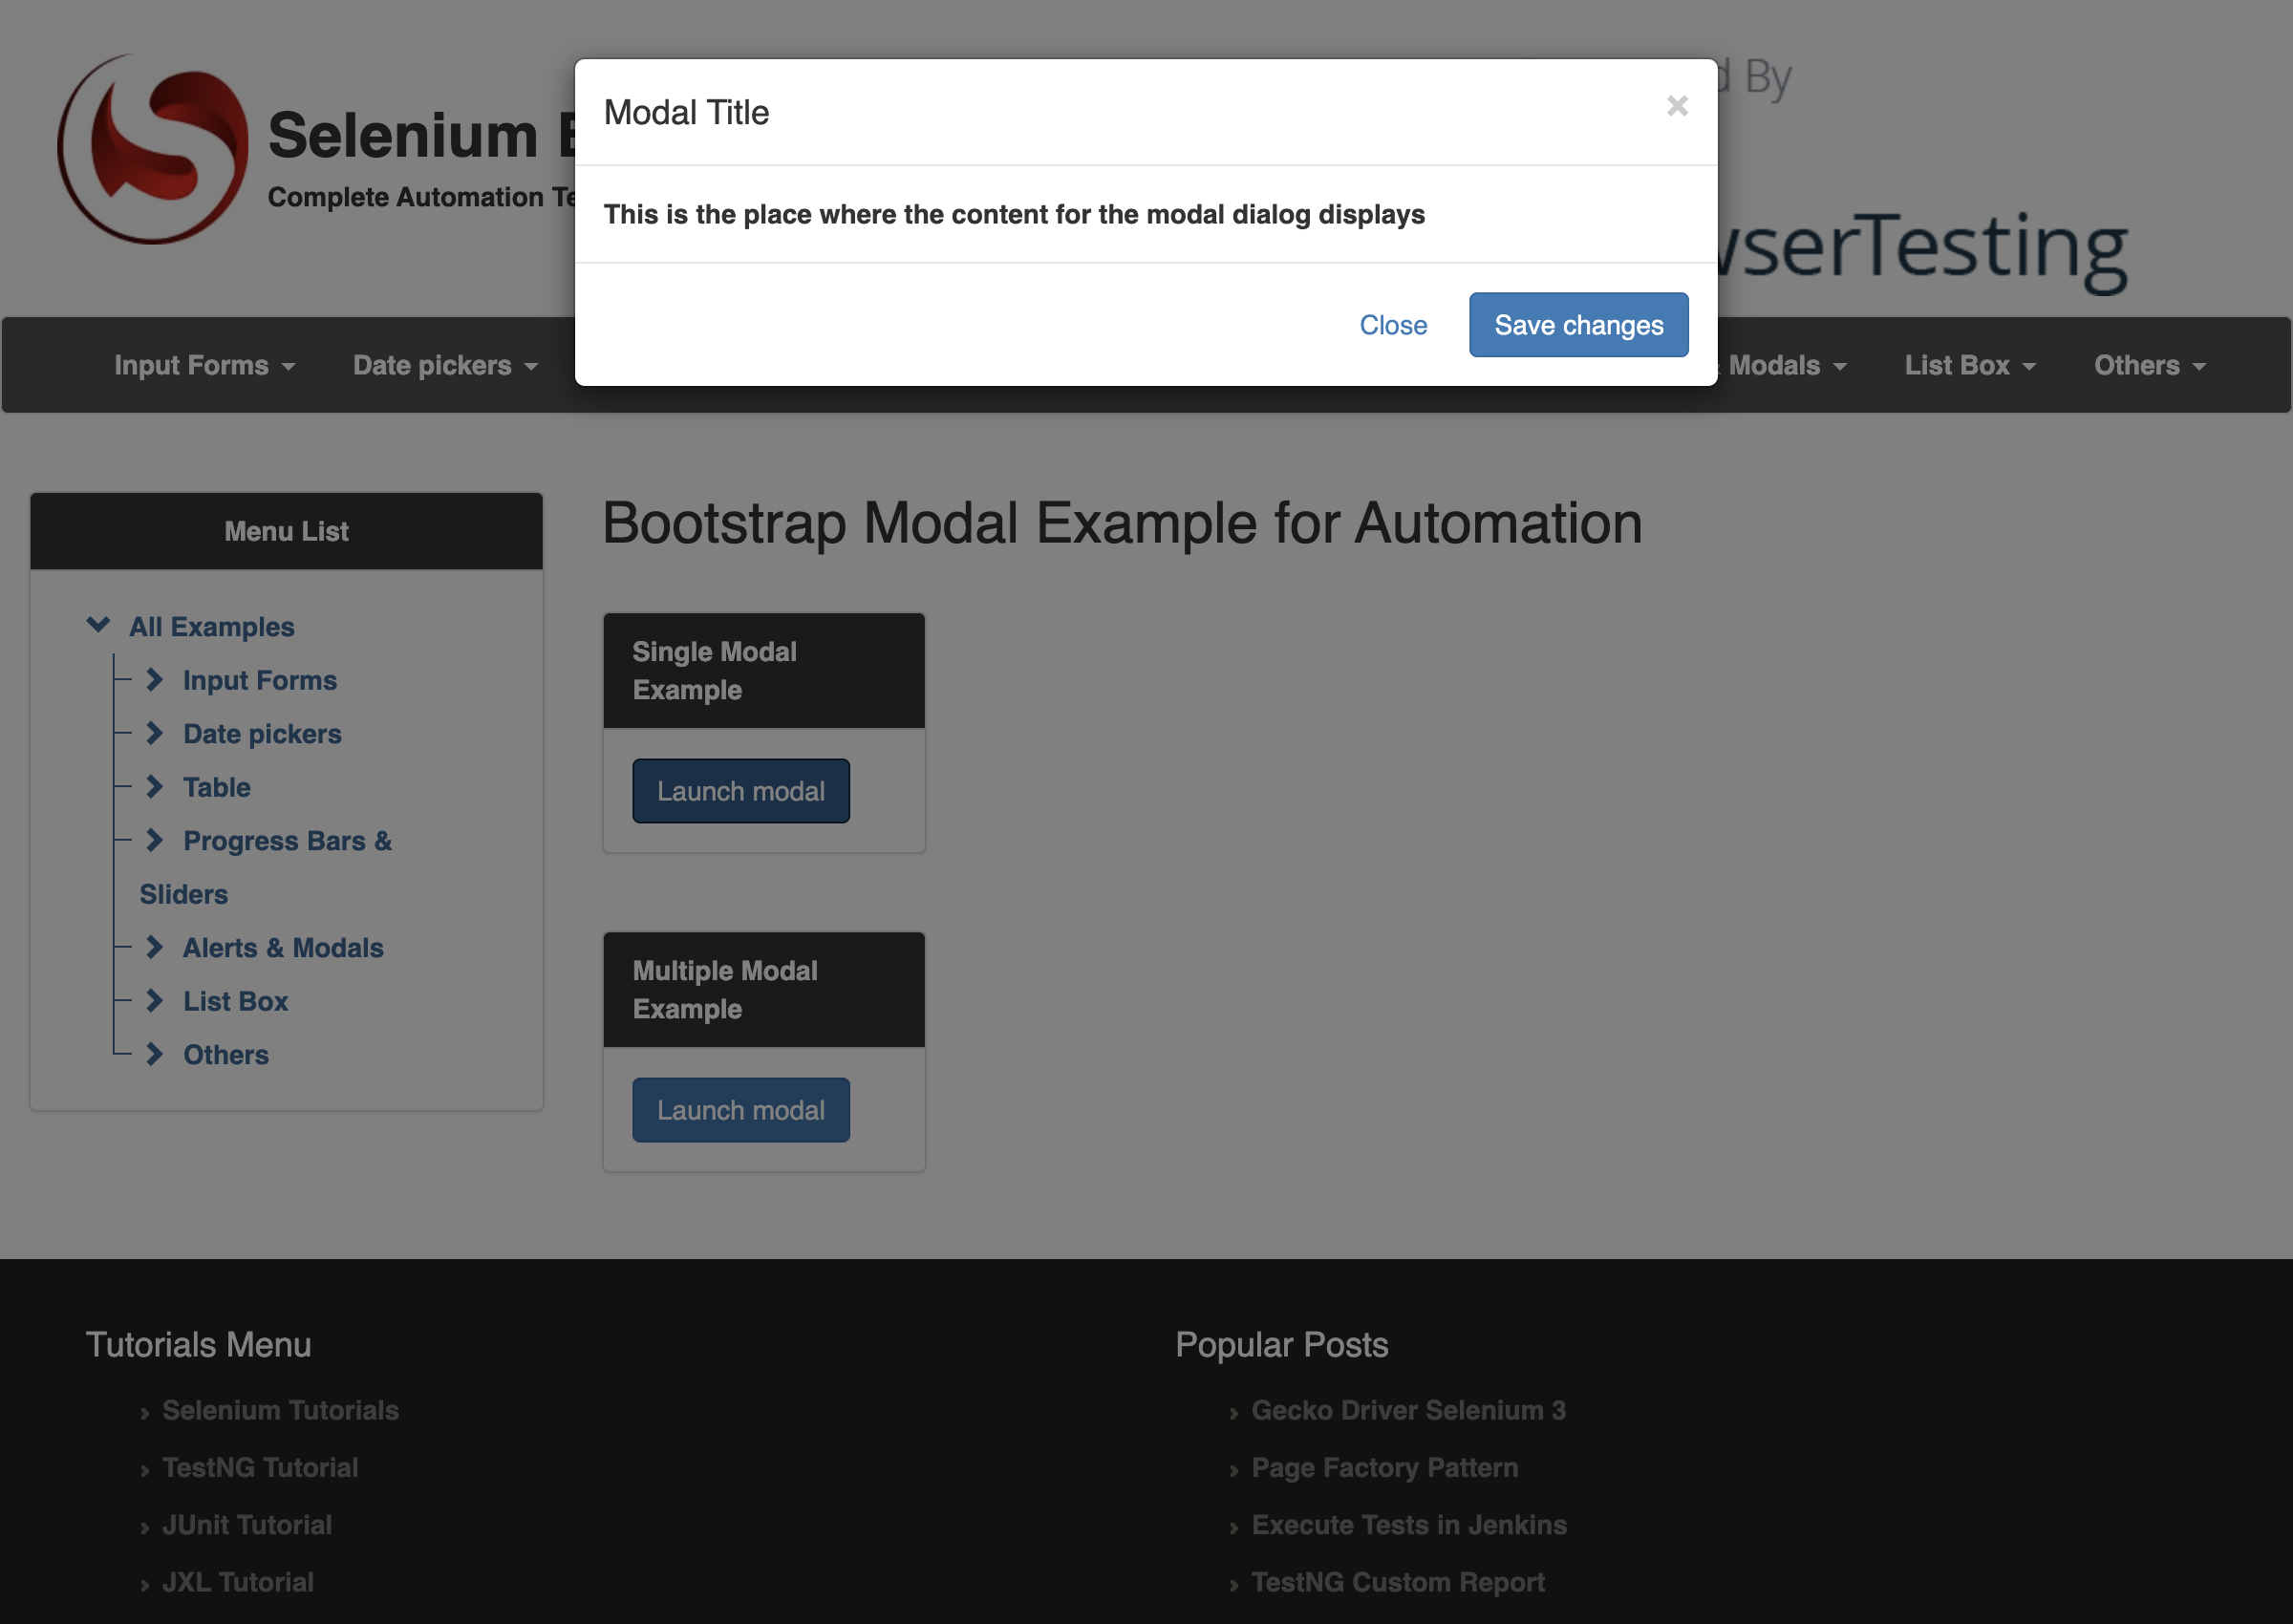 Selenium
Complete Automation
By
serTesting
Modal Title
×
This is the place where the content for the modal dialog displays
Close
Save changes
Input Forms
Date pickers
Modals
List Box
Others
Menu List
All Examples
Input Forms
Date pickers
Table
Progress Bars &
Sliders
Alerts & Modals
List Box
Others
Bootstrap Modal Example for Automation
Single Modal
Example
Launch modal
Multiple Modal
Example
Launch modal
Tutorials Menu
Selenium Tutorials
TestNG Tutorial
JUnit Tutorial
JXL Tutorial
Popular Posts
Gecko Driver Selenium 3
Page Factory Pattern
Execute Tests in Jenkins
TestNG Custom Report